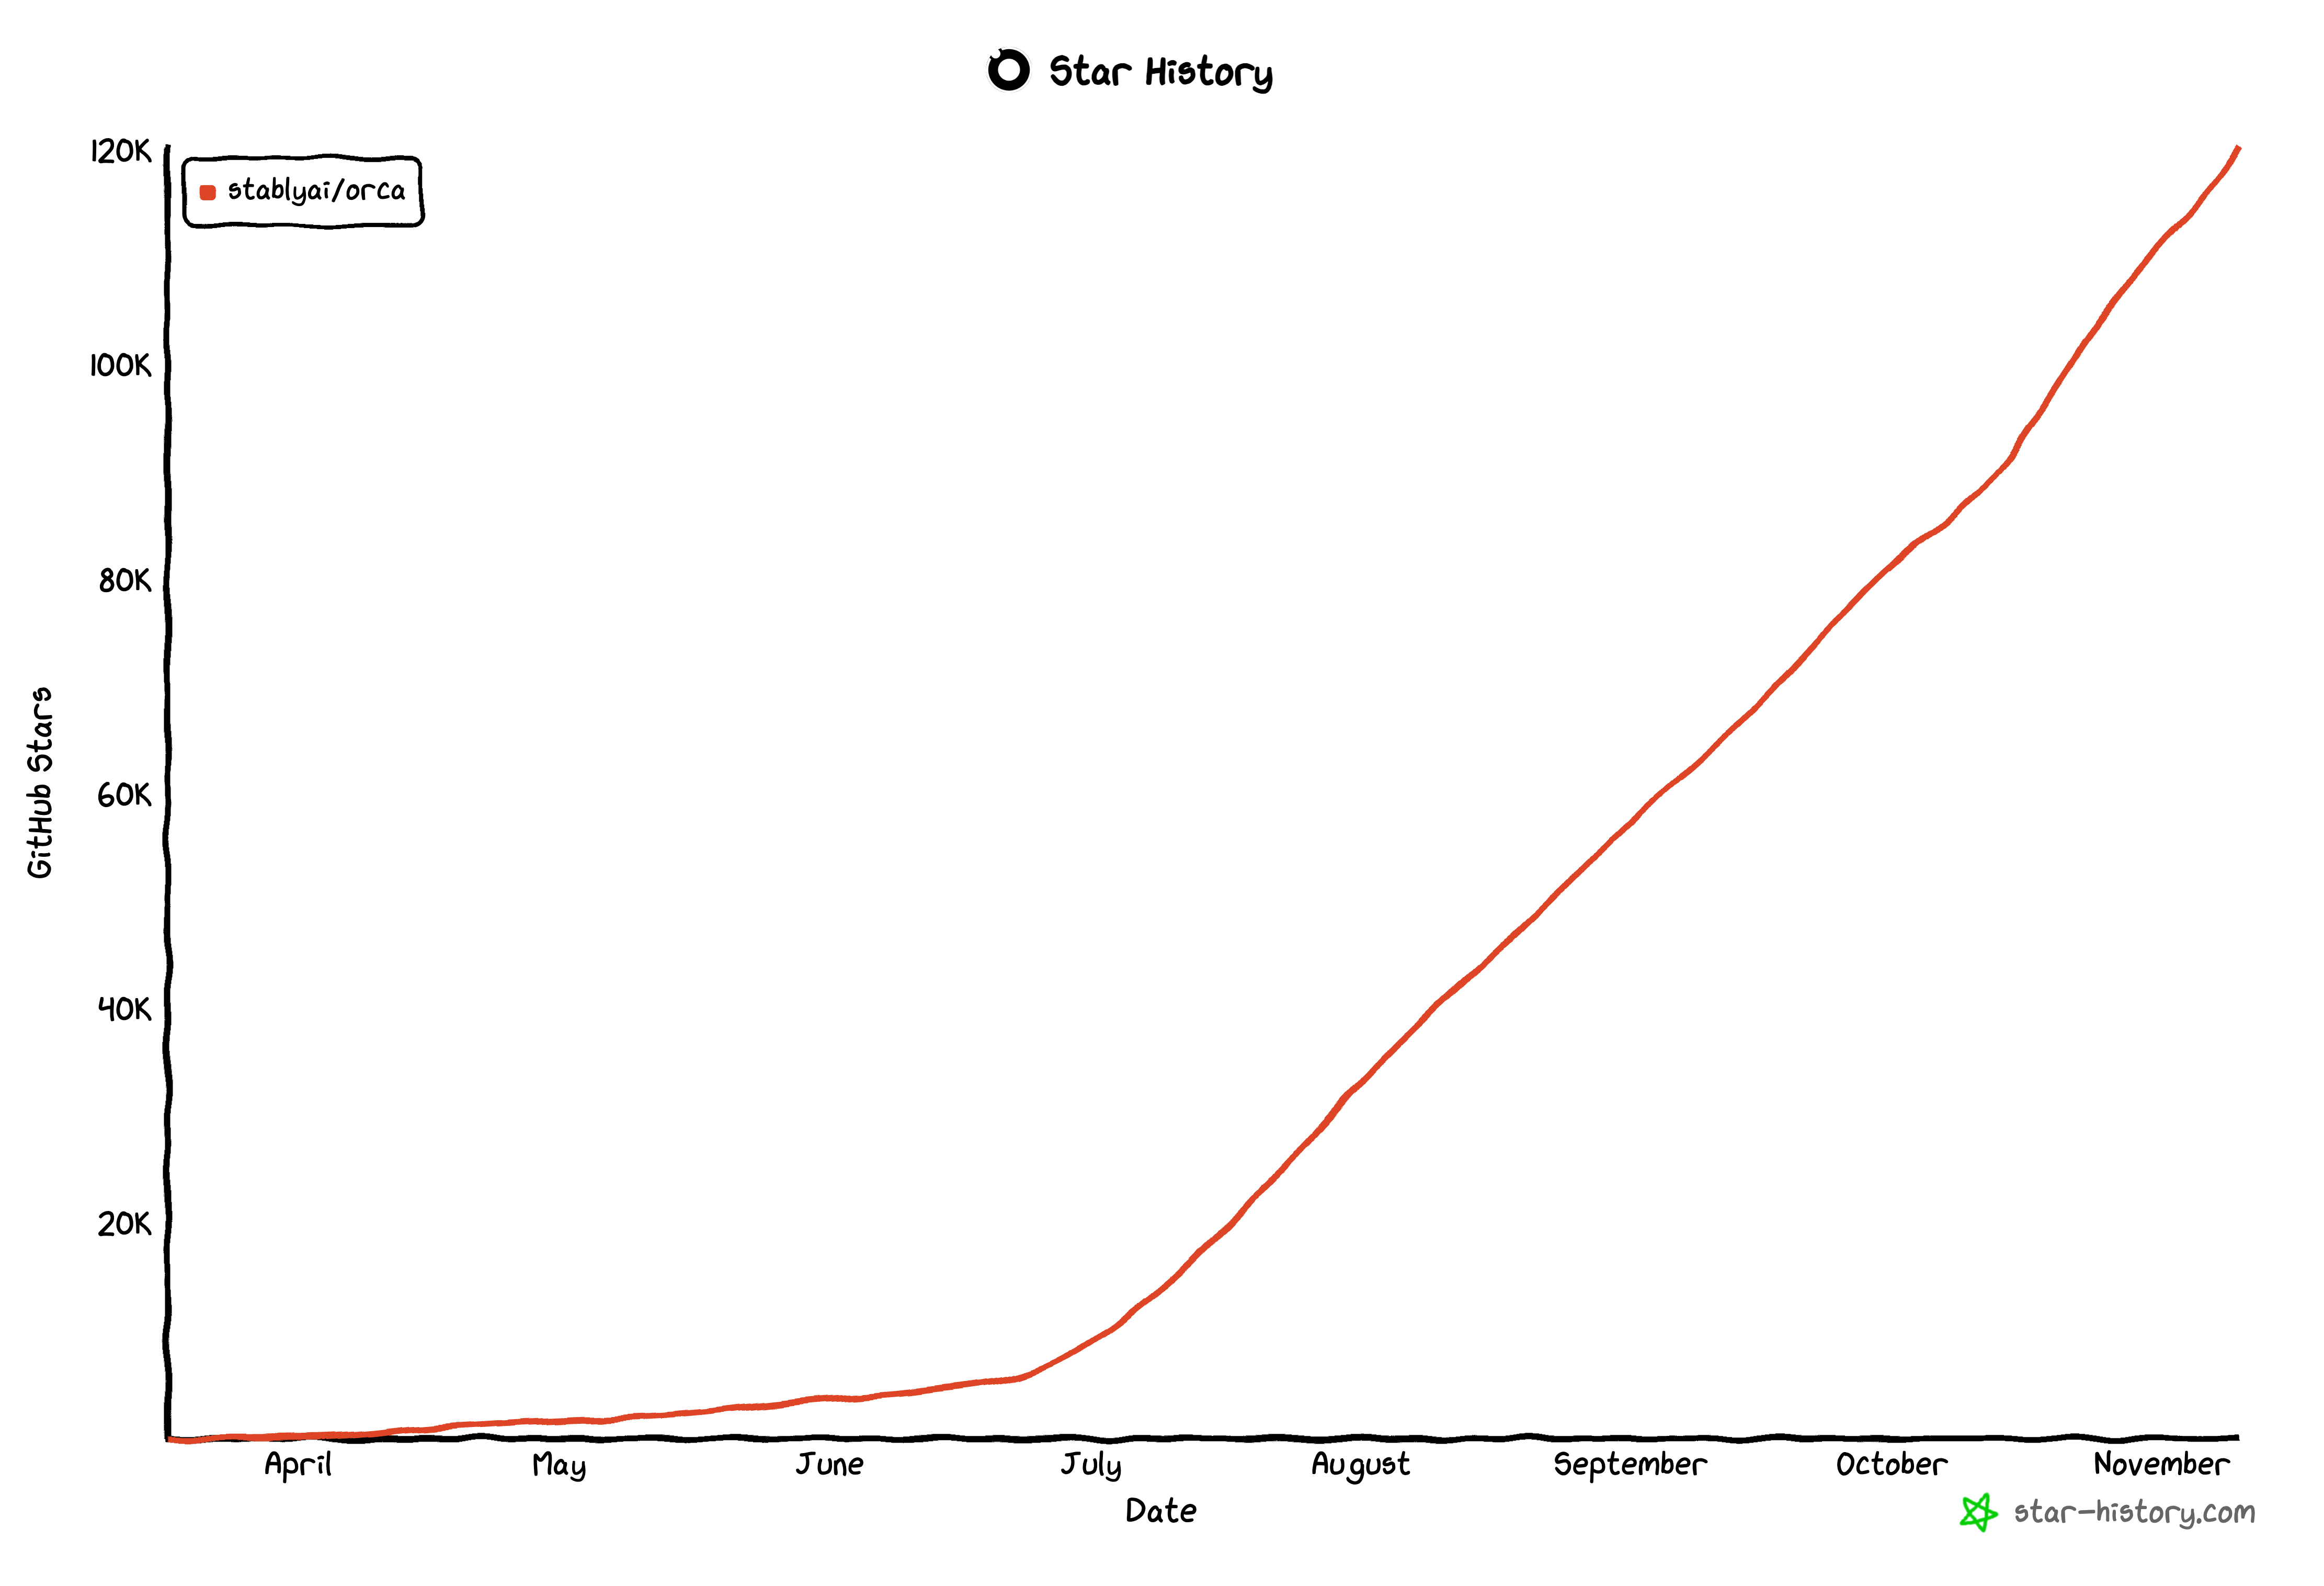 Star History
120K
stablyai/orca
100K
80K
60K
40K
20K
GitHub Stars
April May June July August September October November
Date
star-history.com